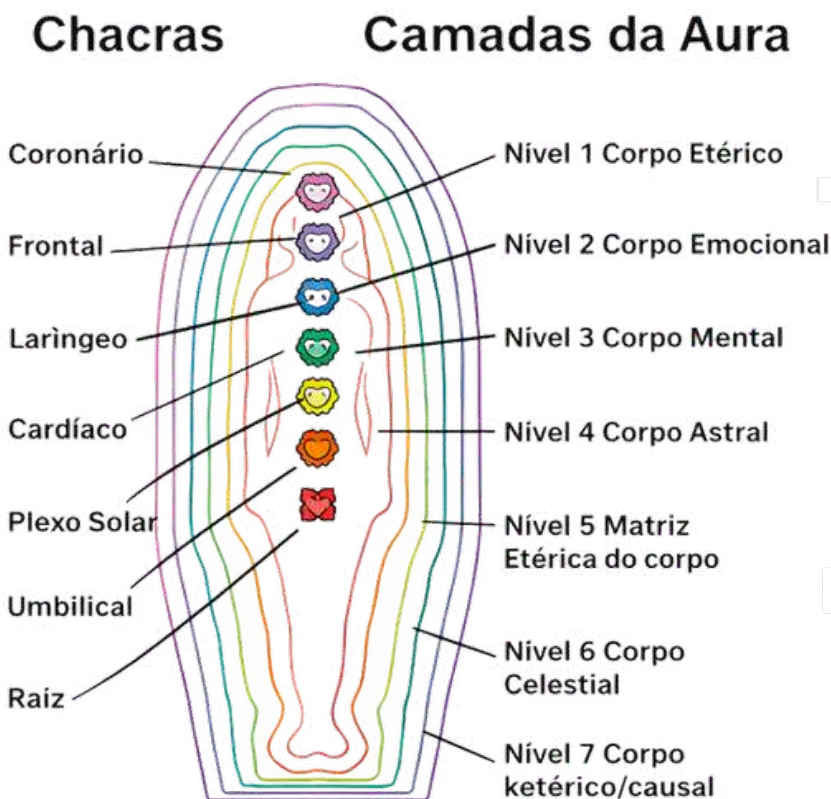 Chacras
Camadas da Aura
Coronário
Frontal
Larìngeo
Cardíaco
Plexo Solar
Umbilical
Raiz
Nível 1 Corpo Etérico
Nível 2 Corpo Emocional
Nível 3 Corpo Mental
Nível 4 Corpo Astral
Nível 5 Matriz
Etérica do corpo
Nível 6 Corpo
Celestial
Nível 7 Corpo
ketérico/causal